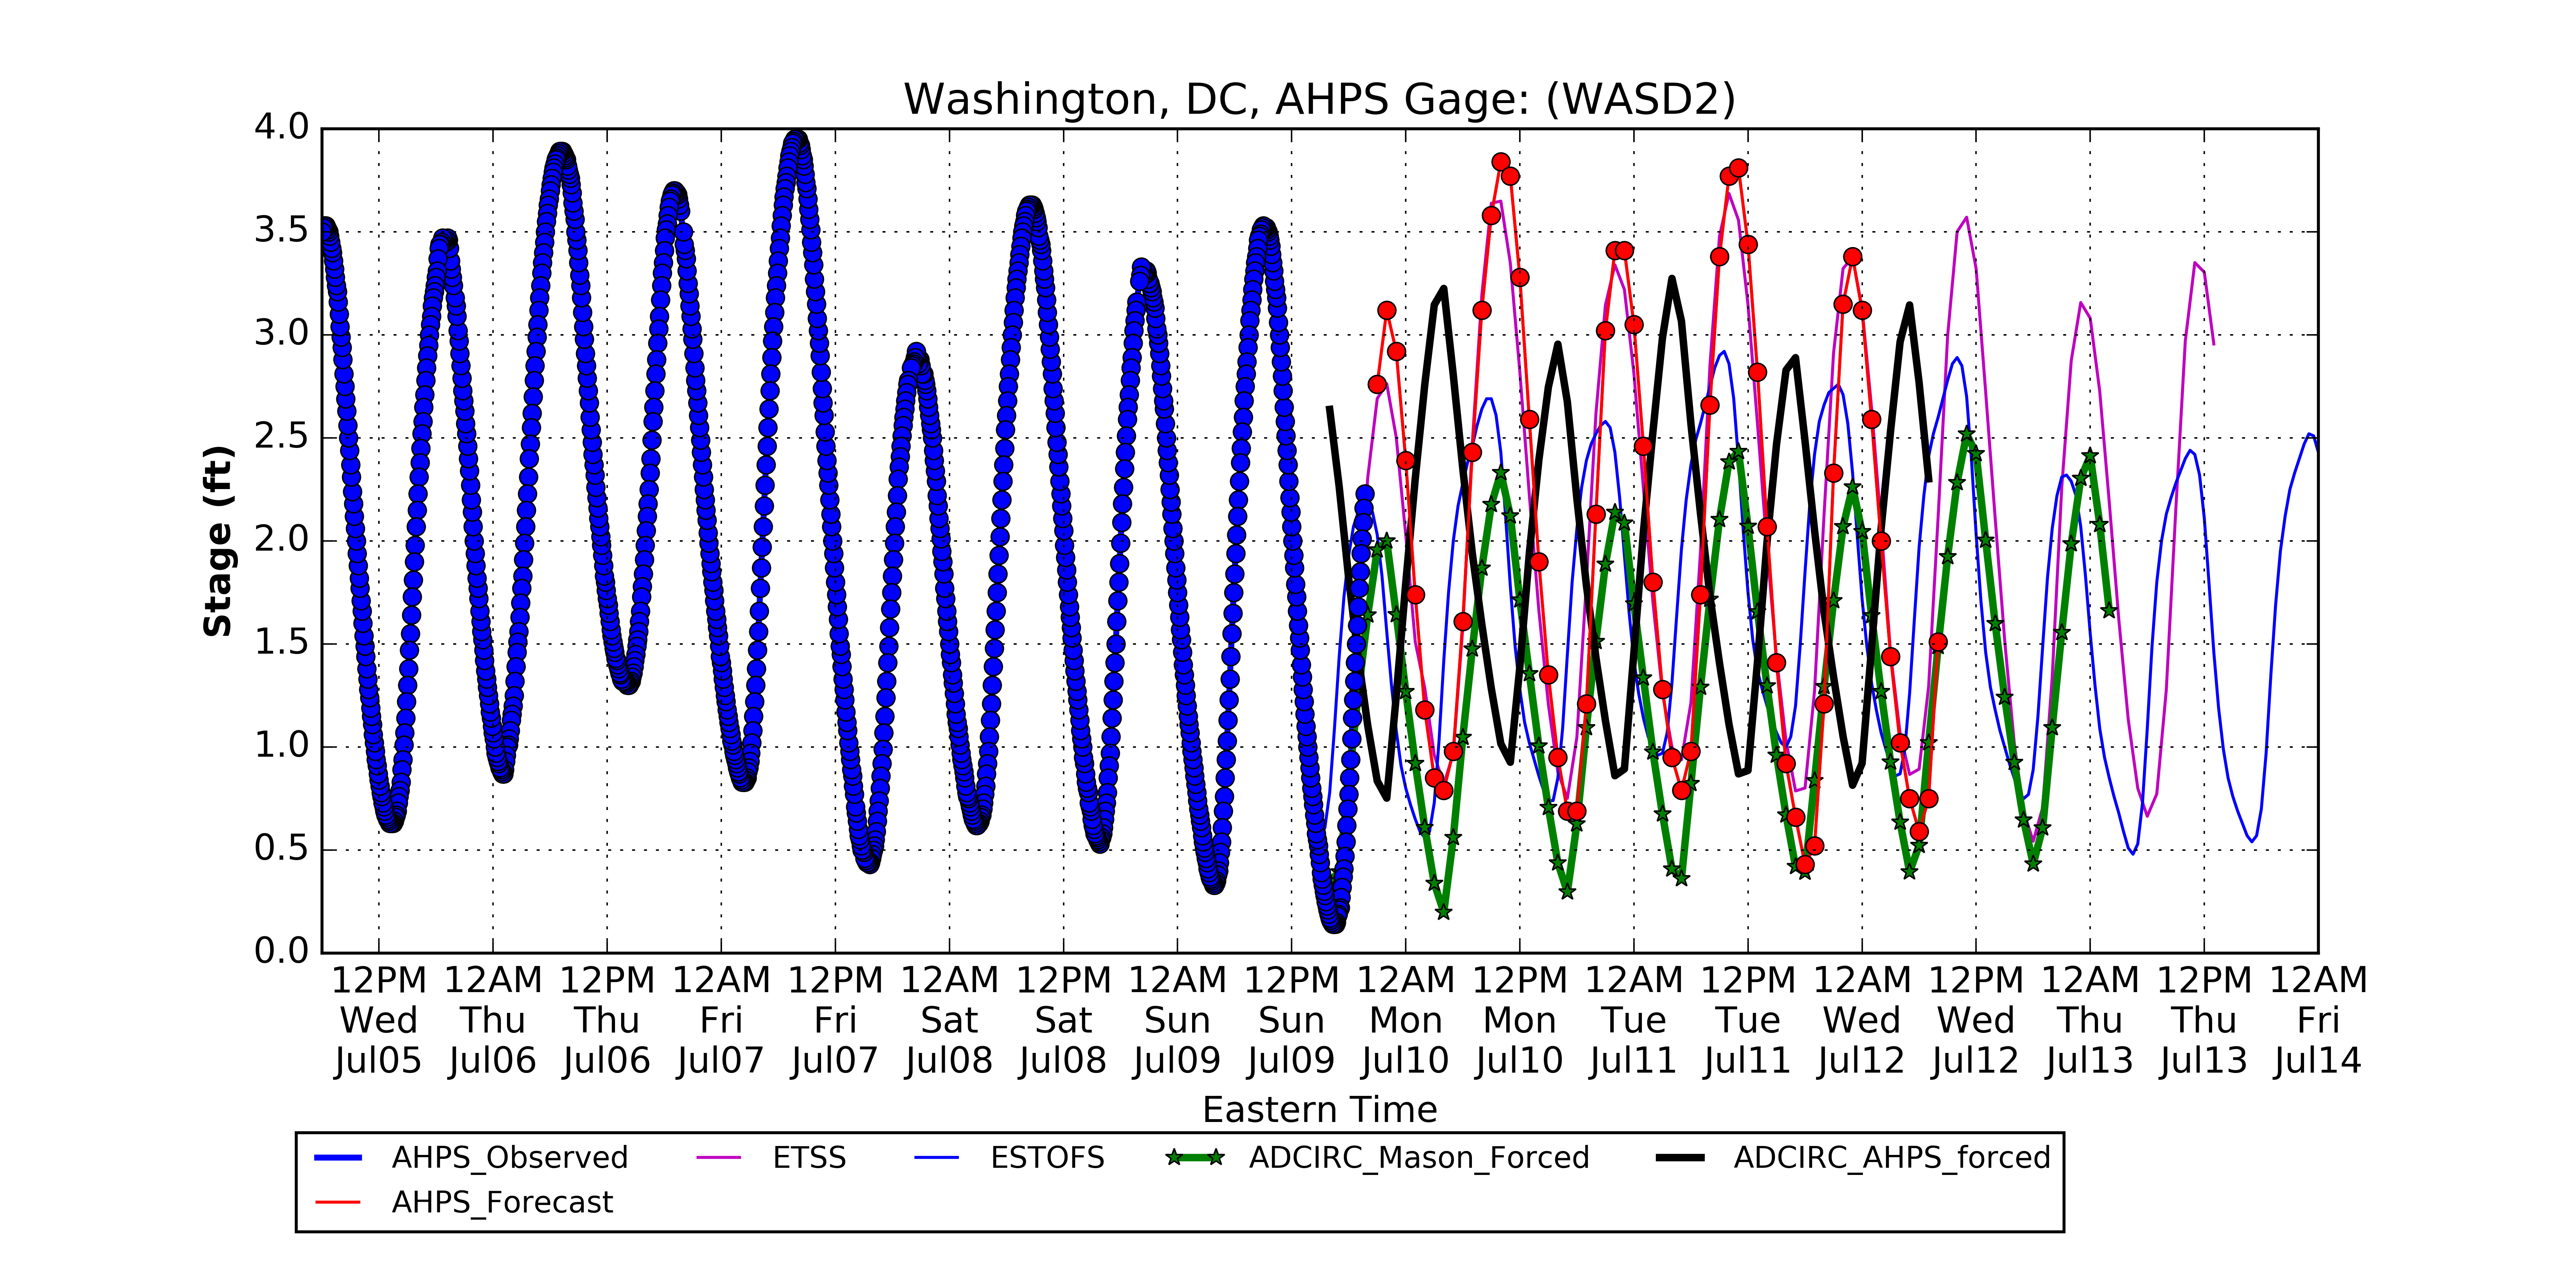 Washington, DC, AHPS Gage: (WASD2)
4.0
3.5
3.0
2.5
2.0
1.5
1.0
0.5
0.0
Stage (ft)
12PM 12AM 12PM 12AM 12PM 12AM 12PM 12AM 12PM 12AM 12PM 12AM 12PM 12AM 12PM 12AM 12PM 12AM
Wed Thu Thu Fri Fri Sat Sat Sun Sun Mon Mon Tue Tue Wed Wed Thu Thu Fri
Jul05 Jul06 Jul06 Jul07 Jul07 Jul08 Jul08 Jul09 Jul09 Jul10 Jul10 Jul11 Jul11 Jul12 Jul12 Jul13 Jul13 Jul14
Eastern Time
AHPS_Observed ETSS ESTOFS ADCIRC_Mason_Forced ADCIRC_AHPS_forced
AHPS_Forecast